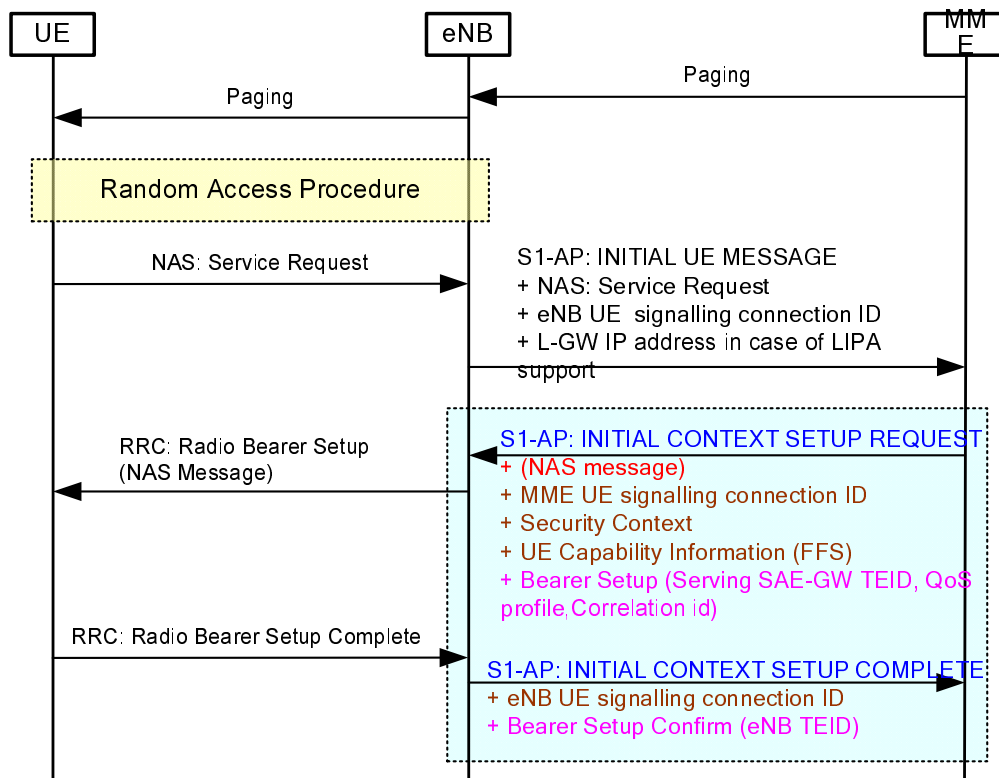 UE
eNB
MM
E
Paging
Paging
Random Access Procedure
NAS: Service Request
S1-AP: INITIAL UE MESSAGE
+ NAS: Service Request
+ eNB UE signalling connection ID
+ L-GW IP address in case of LIPA
support
RRC: Radio Bearer Setup
(NAS Message)
S1-AP: INITIAL CONTEXT SETUP REQUEST
+ (NAS message)
+ MME UE signalling connection ID
+ Security Context
+ UE Capability Information (FFS)
+ Bearer Setup (Serving SAE-GW TEID, QoS
profile,Correlation id)
RRC: Radio Bearer Setup Complete
S1-AP: INITIAL CONTEXT SETUP COMPLETE
+ eNB UE signalling connection ID
+ Bearer Setup Confirm (eNB TEID)